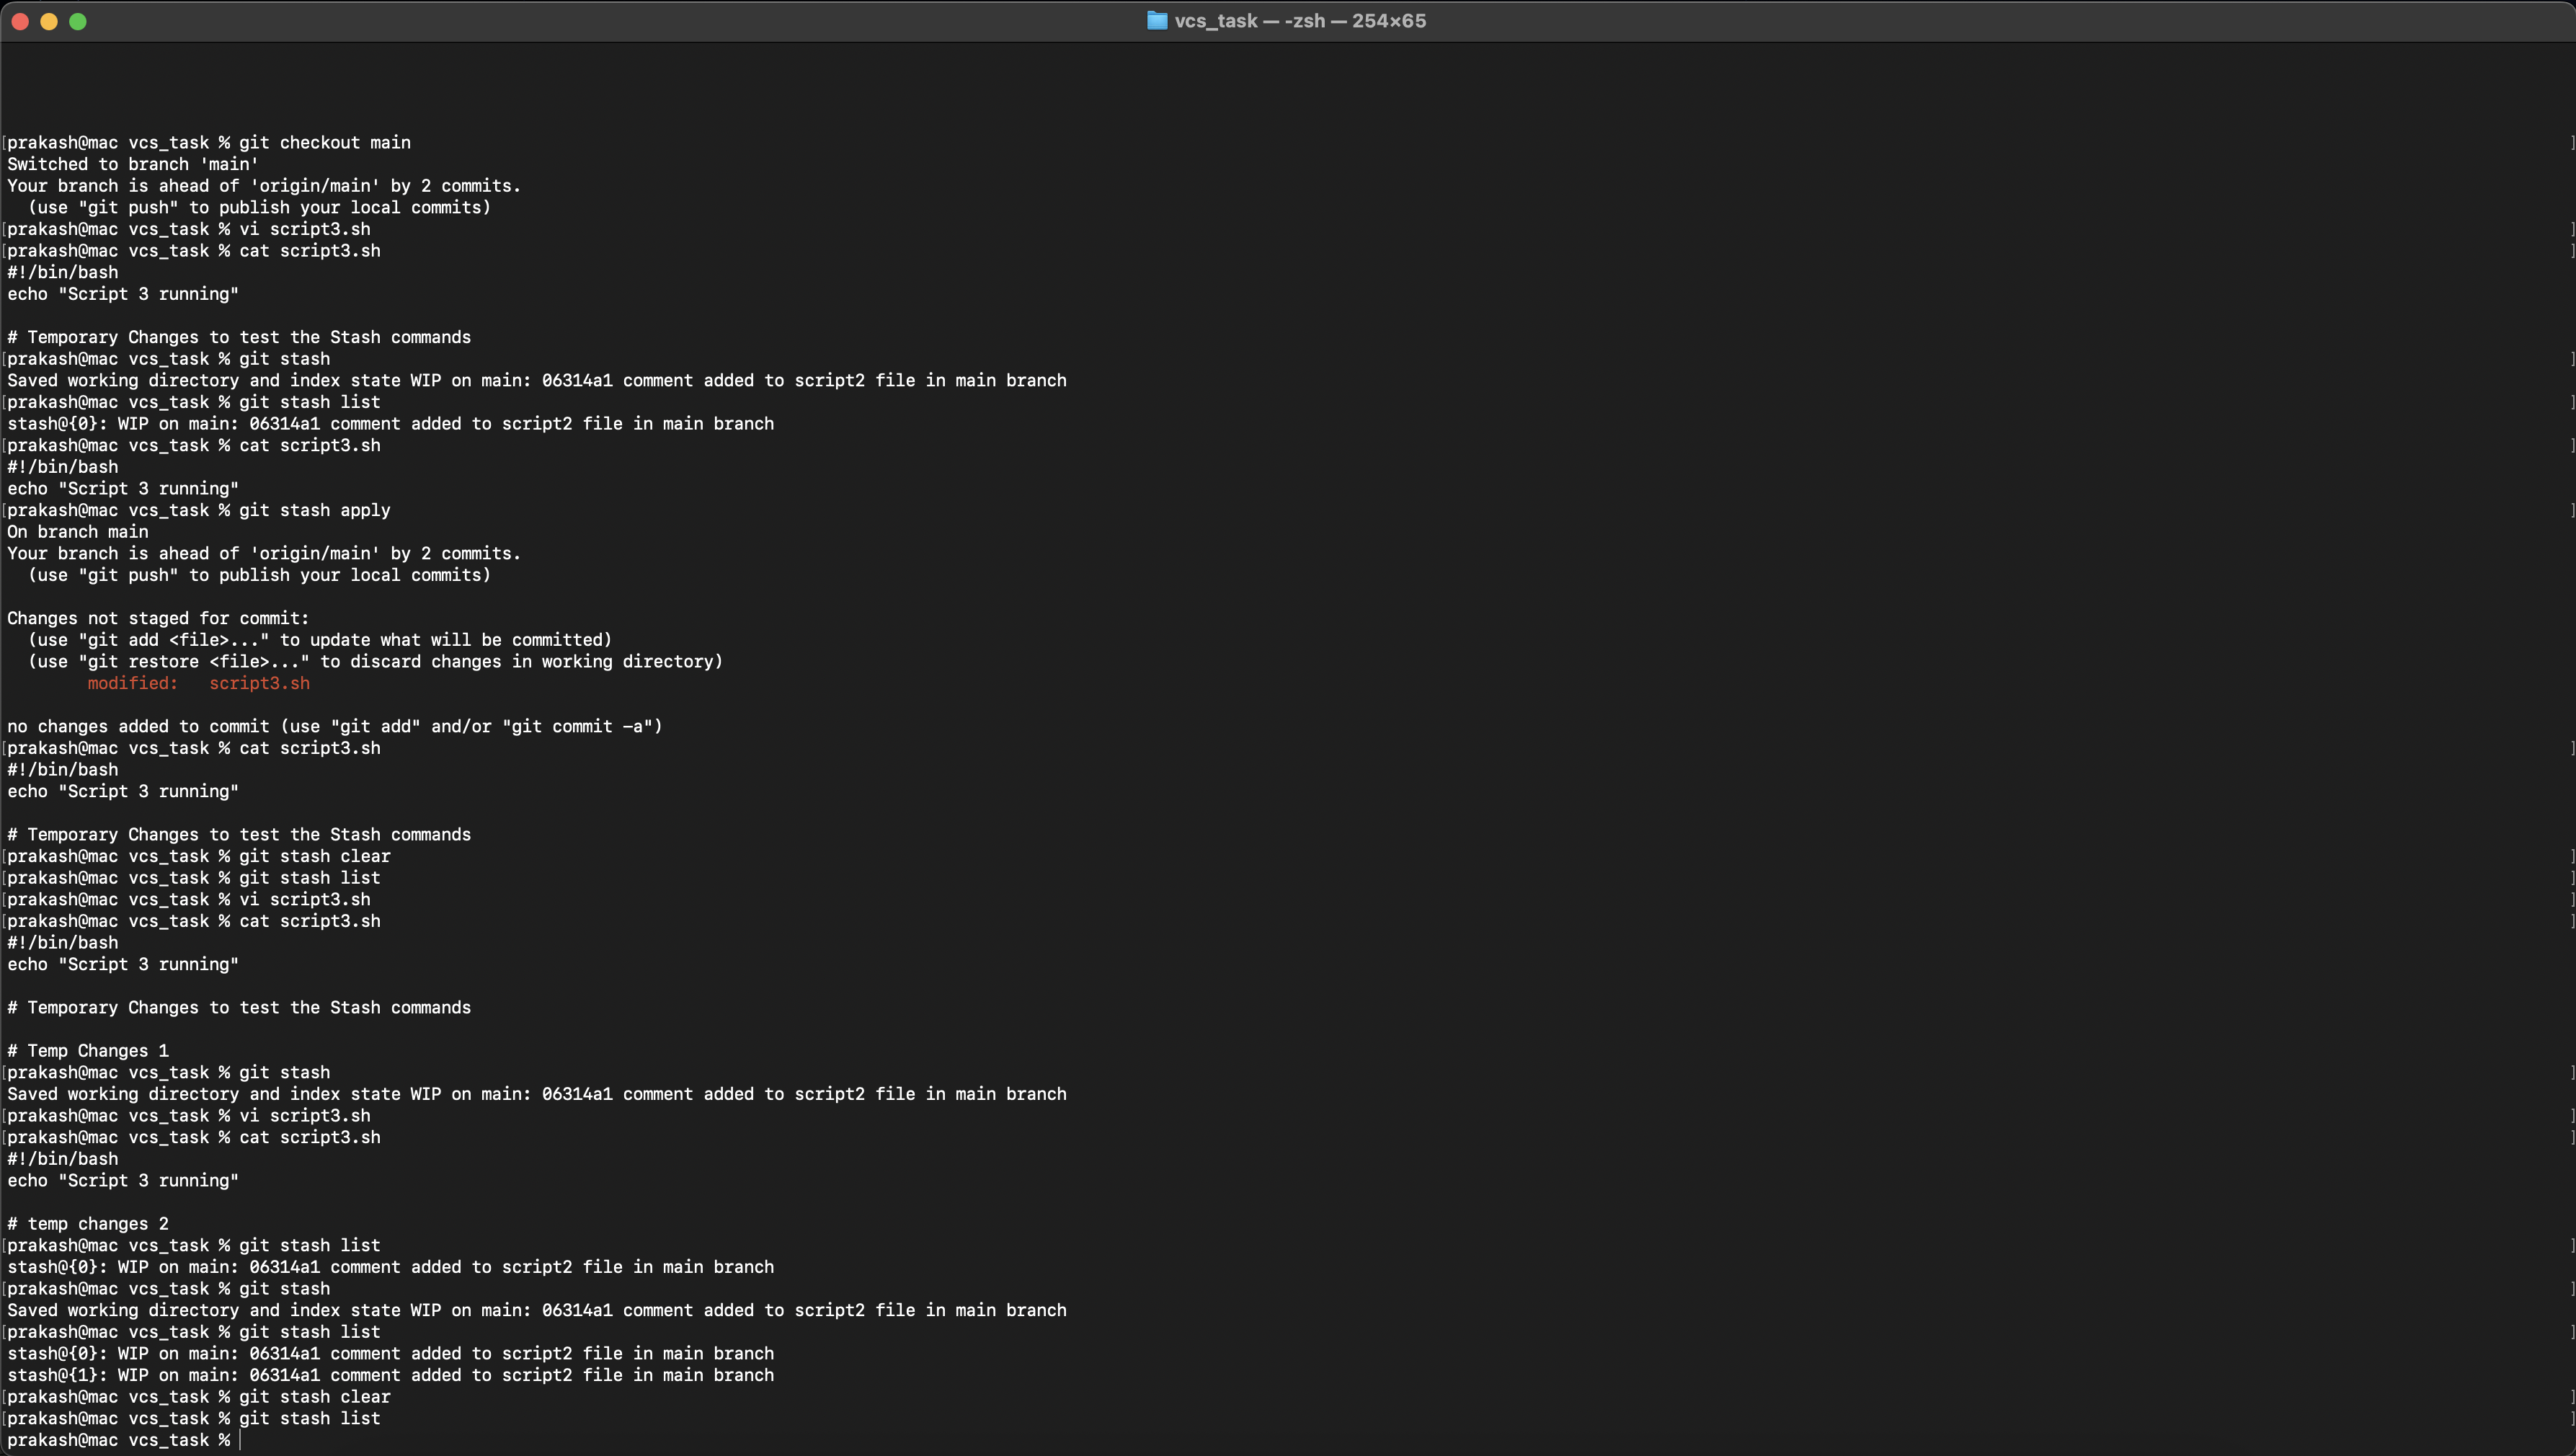 vcs_task — -zsh — 254×65
[prakash@mac vcs_task % git checkout main ]
Switched to branch 'main'
Your branch is ahead of 'origin/main' by 2 commits.
  (use "git push" to publish your local commits)
[prakash@mac vcs_task % vi script3.sh ]
[prakash@mac vcs_task % cat script3.sh ]
#!/bin/bash
echo "Script 3 running"

# Temporary Changes to test the Stash commands
[prakash@mac vcs_task % git stash ]
Saved working directory and index state WIP on main: 06314a1 comment added to script2 file in main branch
[prakash@mac vcs_task % git stash list ]
stash@{0}: WIP on main: 06314a1 comment added to script2 file in main branch
[prakash@mac vcs_task % cat script3.sh ]
#!/bin/bash
echo "Script 3 running"
[prakash@mac vcs_task % git stash apply ]
On branch main
Your branch is ahead of 'origin/main' by 2 commits.
  (use "git push" to publish your local commits)

Changes not staged for commit:
  (use "git add <file>..." to update what will be committed)
  (use "git restore <file>..." to discard changes in working directory)
        modified:   script3.sh

no changes added to commit (use "git add" and/or "git commit -a")
[prakash@mac vcs_task % cat script3.sh ]
#!/bin/bash
echo "Script 3 running"

# Temporary Changes to test the Stash commands
[prakash@mac vcs_task % git stash clear ]
[prakash@mac vcs_task % git stash list ]
[prakash@mac vcs_task % vi script3.sh ]
[prakash@mac vcs_task % cat script3.sh ]
#!/bin/bash
echo "Script 3 running"

# Temporary Changes to test the Stash commands

# Temp Changes 1
[prakash@mac vcs_task % git stash ]
Saved working directory and index state WIP on main: 06314a1 comment added to script2 file in main branch
[prakash@mac vcs_task % vi script3.sh ]
[prakash@mac vcs_task % cat script3.sh ]
#!/bin/bash
echo "Script 3 running"

# temp changes 2
[prakash@mac vcs_task % git stash list ]
stash@{0}: WIP on main: 06314a1 comment added to script2 file in main branch
[prakash@mac vcs_task % git stash ]
Saved working directory and index state WIP on main: 06314a1 comment added to script2 file in main branch
[prakash@mac vcs_task % git stash list ]
stash@{0}: WIP on main: 06314a1 comment added to script2 file in main branch
stash@{1}: WIP on main: 06314a1 comment added to script2 file in main branch
[prakash@mac vcs_task % git stash clear ]
[prakash@mac vcs_task % git stash list ]
prakash@mac vcs_task %